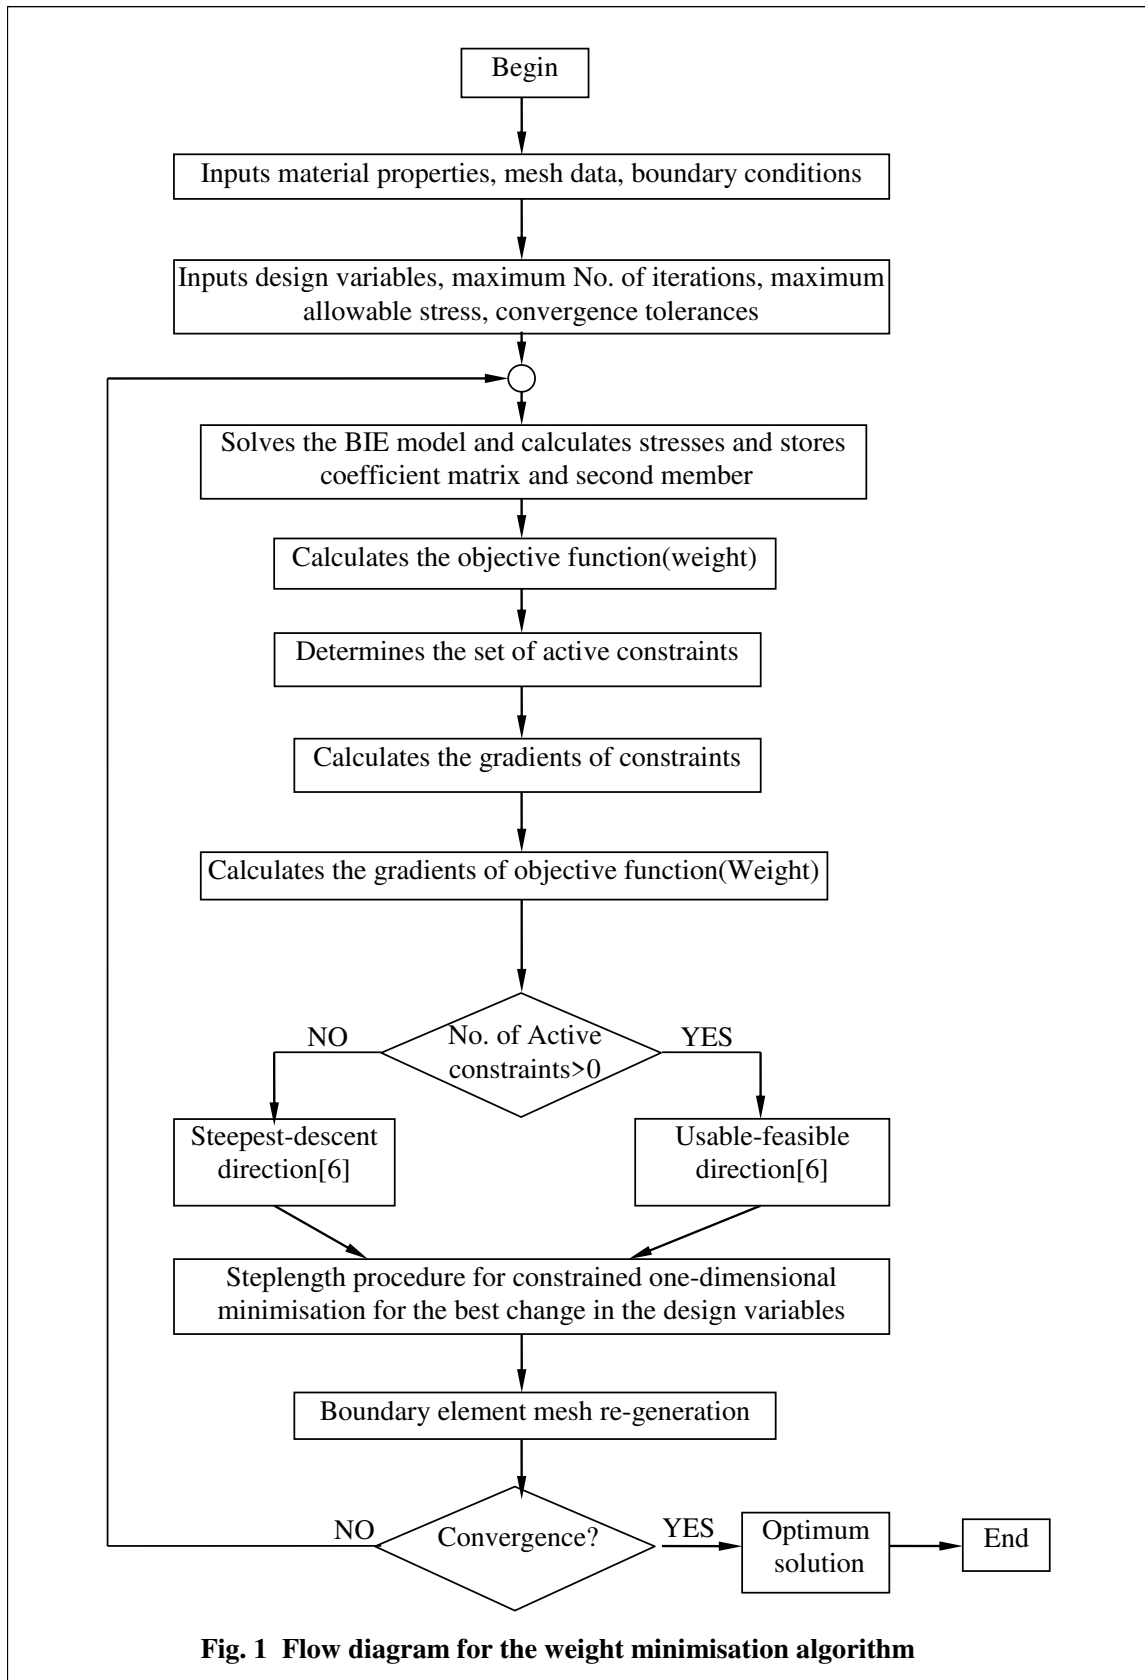 Begin
Inputs material properties, mesh data, boundary conditions
Inputs design variables, maximum No. of iterations, maximum
allowable stress, convergence tolerances
Solves the BIE model and calculates stresses and stores
coefficient matrix and second member
Calculates the objective function(weight)
Determines the set of active constraints
Calculates the gradients of constraints
Calculates the gradients of objective function(Weight)
No. of Active
constraints>0
NO
YES
Steepest-descent
direction[6]
Usable-feasible
direction[6]
Steplength procedure for constrained one-dimensional
minimisation for the best change in the design variables
Boundary element mesh re-generation
Convergence?
NO
YES
Optimum
solution
End
Fig. 1 Flow diagram for the weight minimisation algorithm